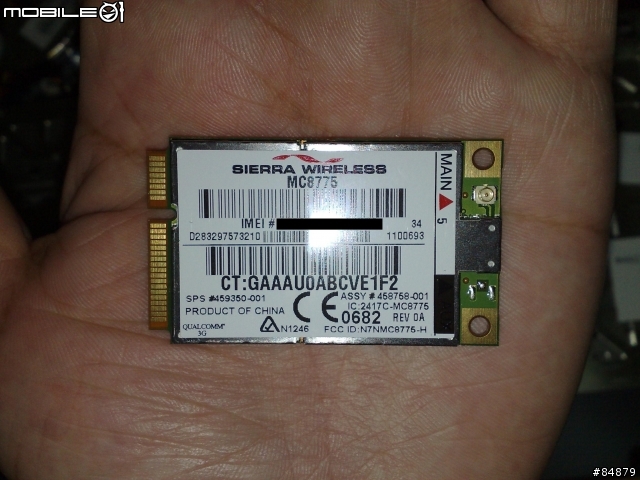 MOBILE01
SIERRA WIRELESS
MC8775
IMEI # 34
D283297573210 1100693
CT:GAAAU0ABCVE1F2
SPS #459350-001
ASSY # 458758-001
IC:2417C-MC8775
PRODUCT OF CHINA
CE 0682 REV 0A
QUALCOMM
3G
N1246
FCC ID:N7NMC8775-H
MAIN
5
#84879